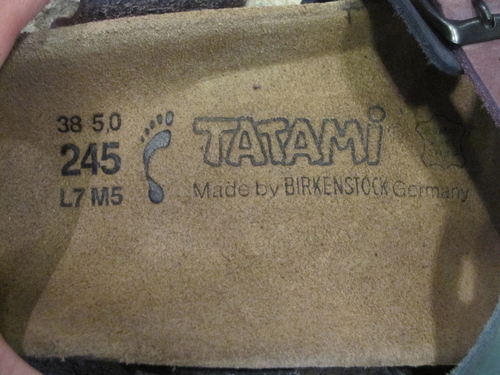 38 5,0
245
L7 M5
TATAMI
Made by BIRKENSTOCK Germany